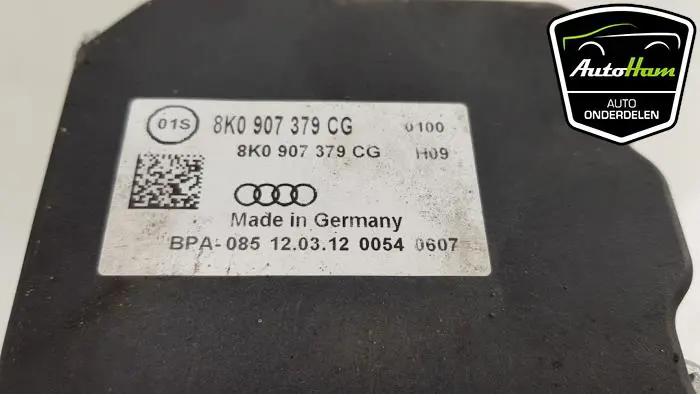 01S 8K0 907 379 CG 0100
8K0 907 379 CG H09
Made in Germany
BPA-085 12.03.12 0054 0607
AutoHam
AUTO
ONDERDELEN